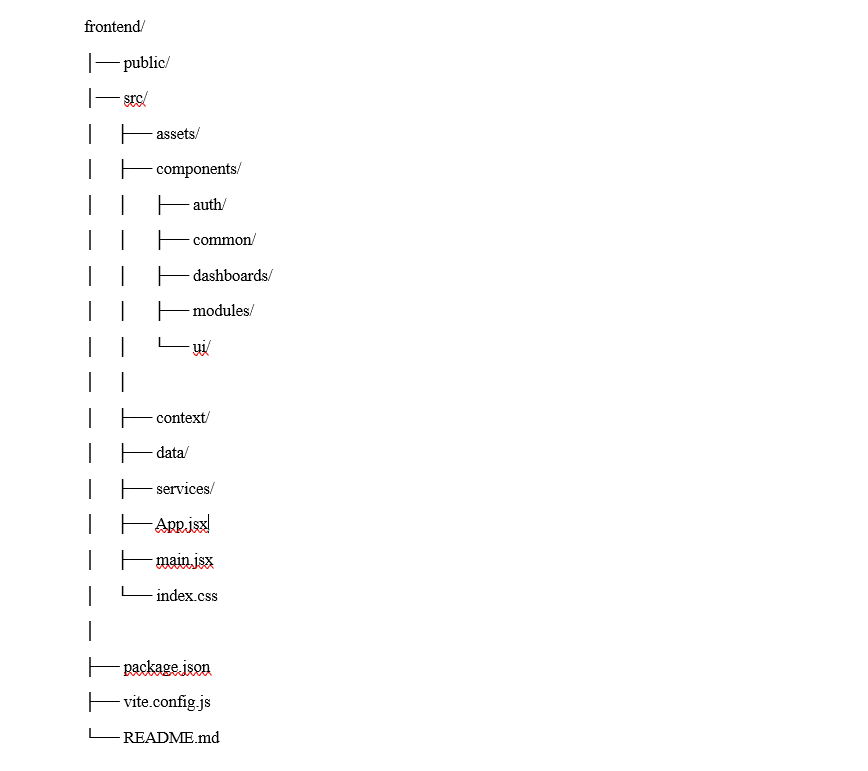 frontend/
│── public/
│── src/
│   ├── assets/
│   ├── components/
│   │   ├── auth/
│   │   ├── common/
│   │   ├── dashboards/
│   │   ├── modules/
│   │   └── ui/
│   │
│   ├── context/
│   ├── data/
│   ├── services/
│   ├── App.jsx
│   ├── main.jsx
│   └── index.css
│
├── package.json
├── vite.config.js
└── README.md